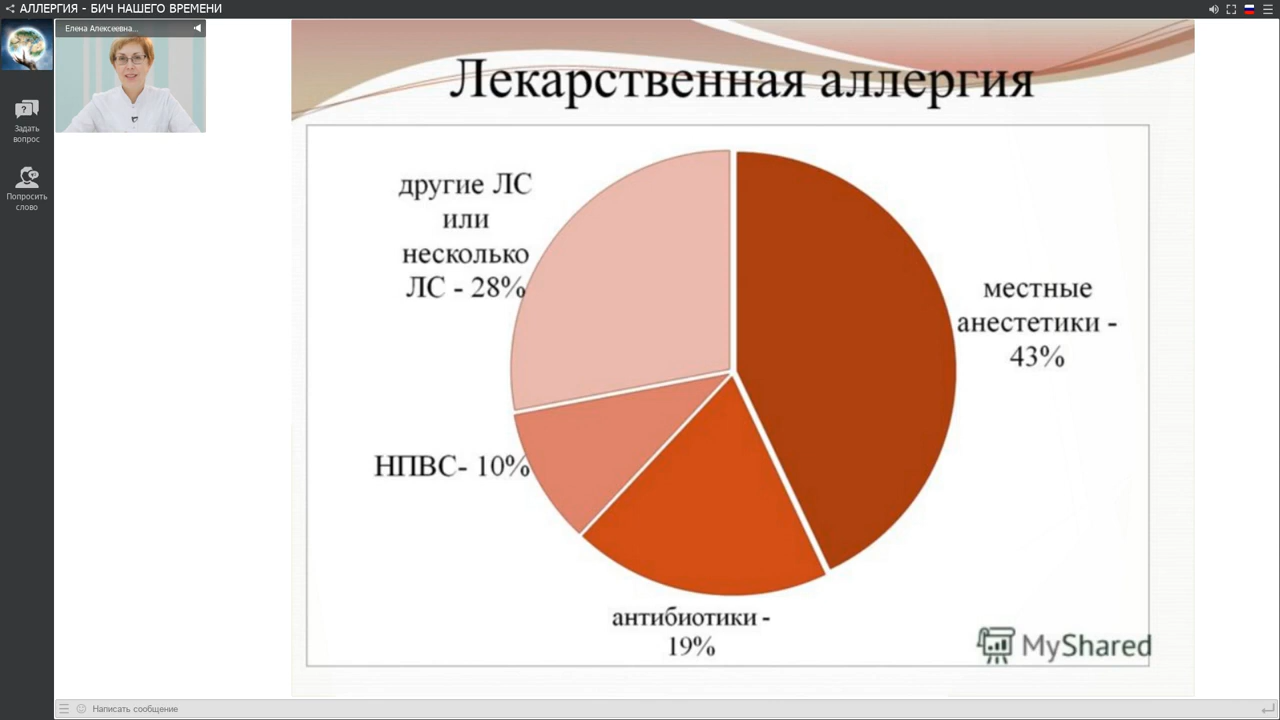 АЛЛЕРГИЯ - БИЧ НАШЕГО ВРЕМЕНИ
Елена Алексеевна...
Задать
вопрос
Попросить
слово
Лекарственная аллергия
другие ЛС
или
несколько
ЛС - 28%
местные
анестетики -
43%
НПВС- 10%
антибиотики -
19%
MyShared
Написать сообщение